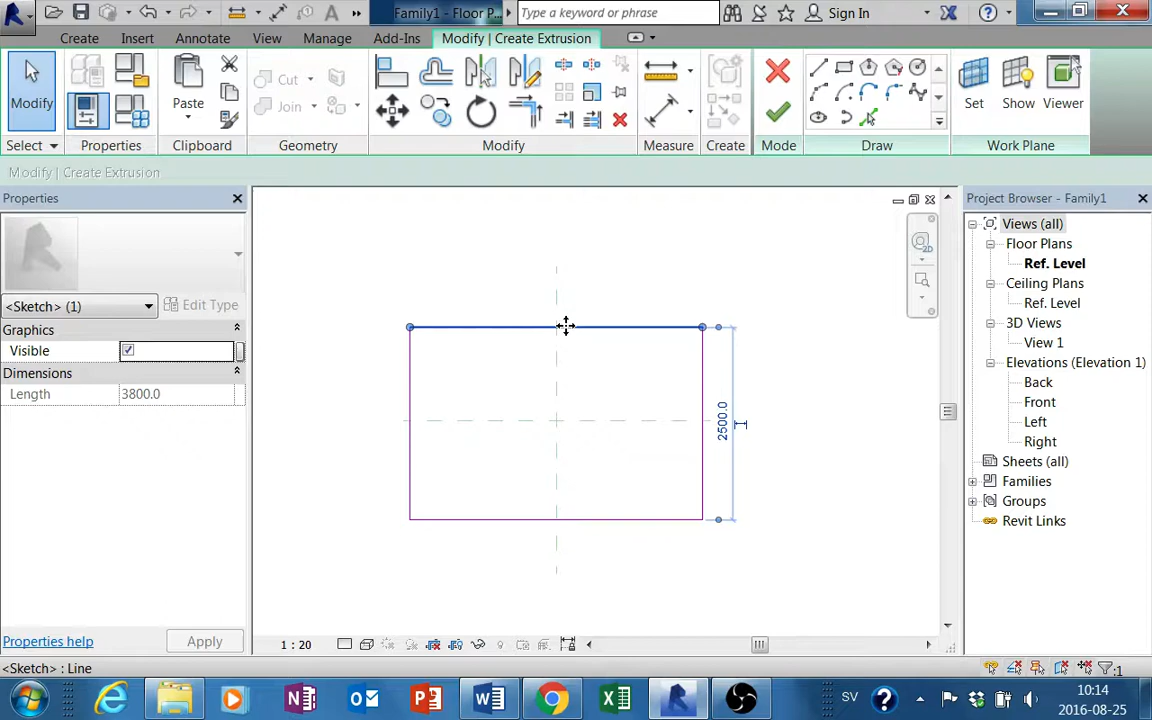 Family1 - Floor P...
Type a keyword or phrase
Sign In
Create
Insert
Annotate
View
Manage
Add-Ins
Modify | Create Extrusion
Modify
Paste
Cut
Join
Set
Show
Viewer
Select
Properties
Clipboard
Geometry
Modify
Measure
Create
Mode
Draw
Work Plane
Modify | Create Extrusion
Properties
<Sketch> (1)
Edit Type
Graphics
Visible
Dimensions
Length 3800.0
Properties help
Apply
2500.0
2D
1 : 20
Project Browser - Family1
Views (all)
Floor Plans
Ref. Level
Ceiling Plans
Ref. Level
3D Views
View 1
Elevations (Elevation 1)
Back
Front
Left
Right
Sheets (all)
Families
Groups
Revit Links
<Sketch> : Line
:1
SV
10:14
2016-08-25